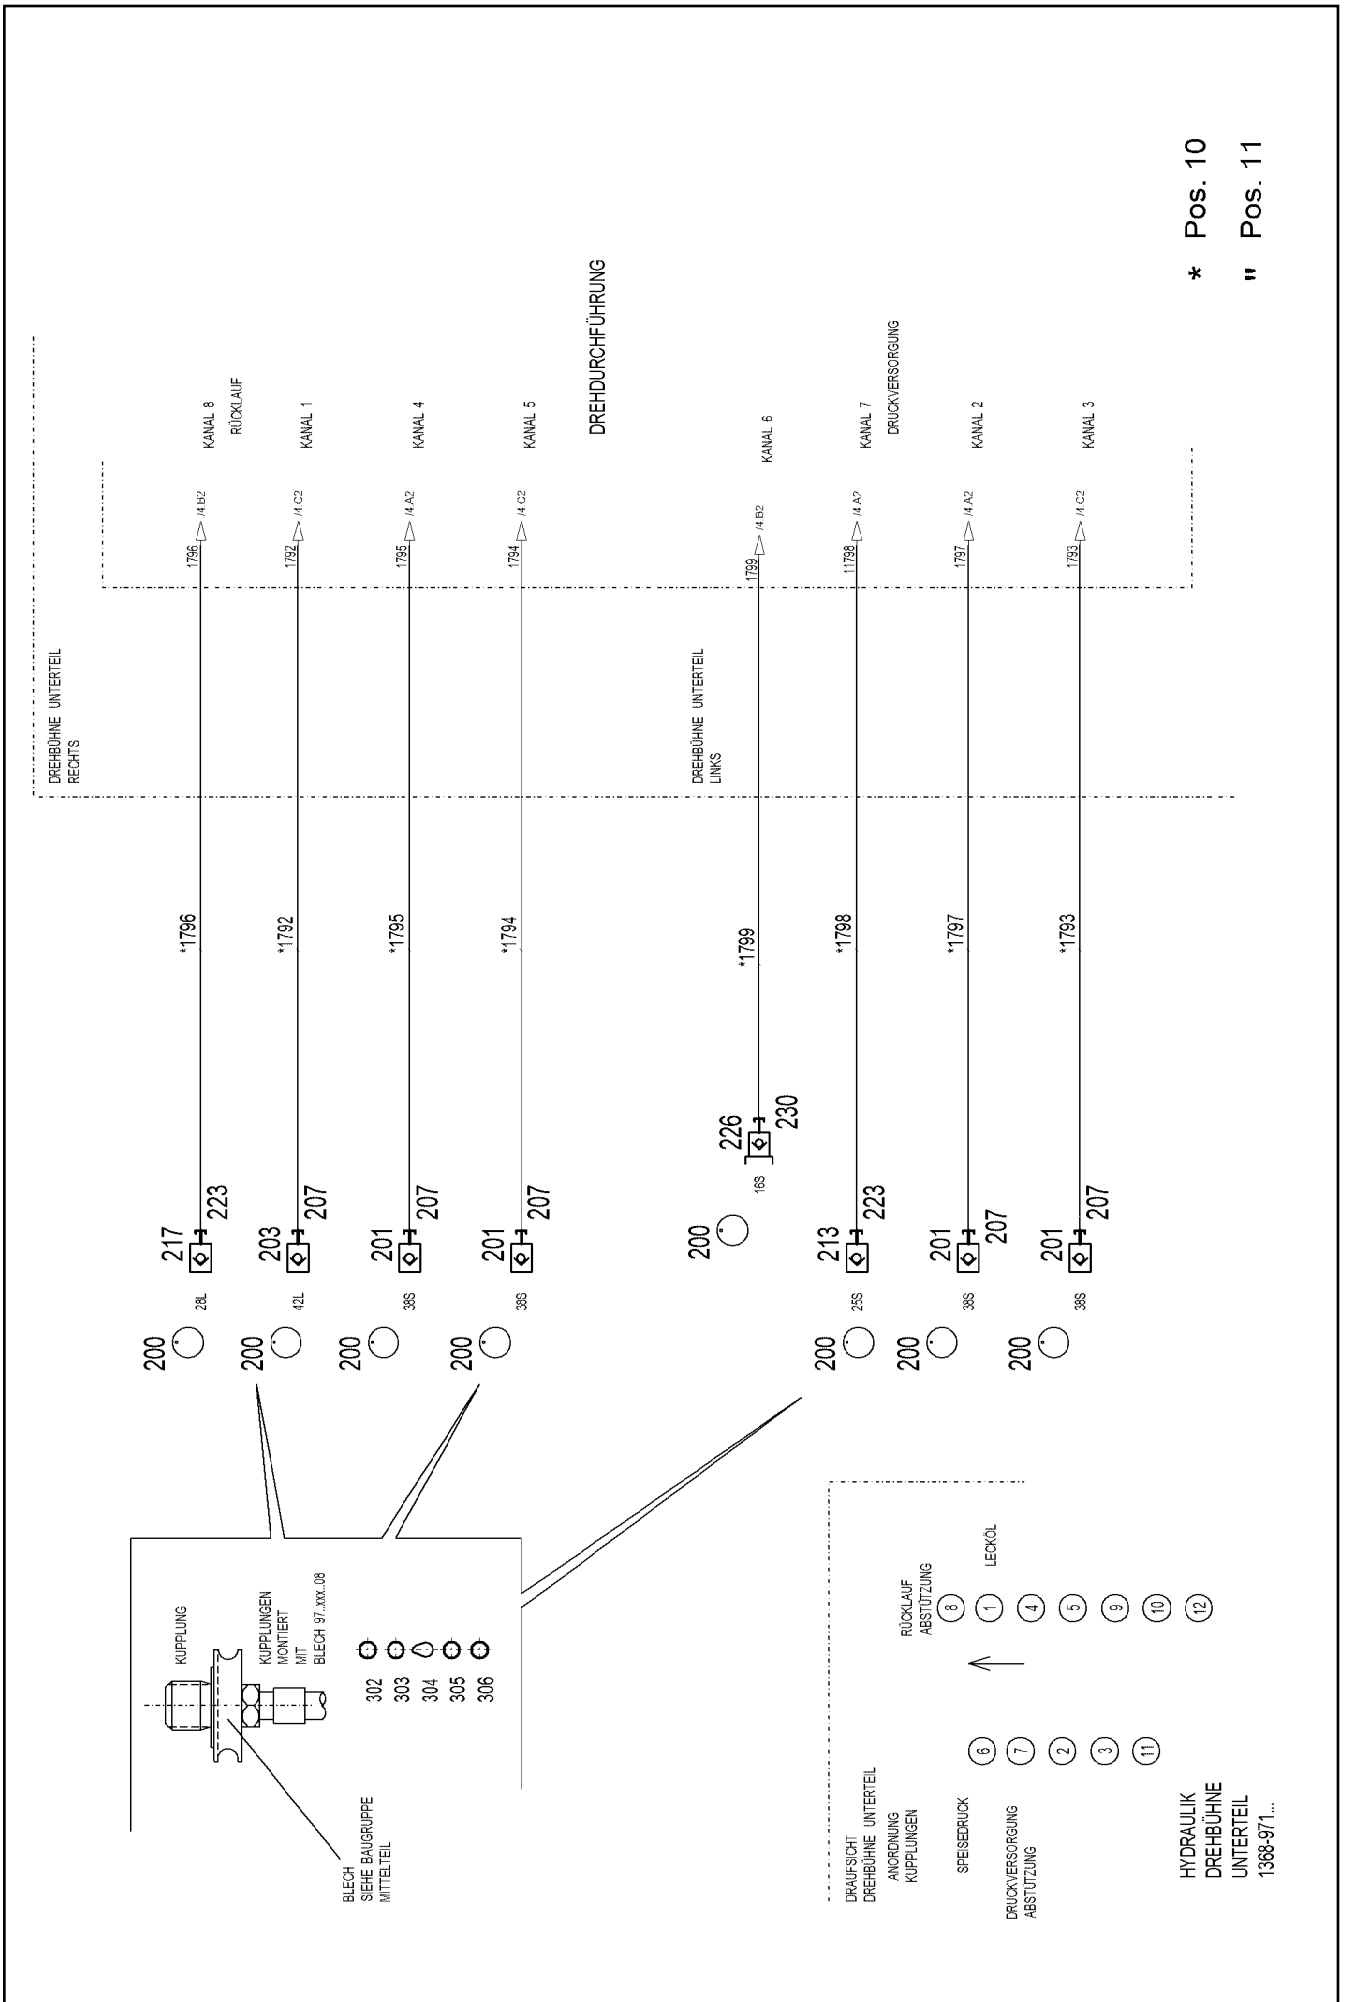 DREHBÜHNE UNTERTEIL
RECHTS
KUPPLUNG
KUPPLUNGEN
MONTIERT
MIT
BLECH 97..xxx..08
BLECH
SIEHE BAUGRUPPE
MITTELTEIL
302
303
304
305
306
200
28L
217
223
*1796
1796
/4.B2
KANAL 8
RÜCKLAUF
200
42L
203
207
*1792
1792
/4.C2
KANAL 1
200
38S
201
207
*1795
1795
/4.A2
KANAL 4
200
38S
201
207
*1794
1794
/4.C2
KANAL 5
DREHDURCHFÜHRUNG
DREHBÜHNE UNTERTEIL
LINKS
200
16S
226
230
*1799
1799
/4.B2
KANAL 6
200
25S
213
223
*1798
11798
/4.A2
KANAL 7
DRUCKVERSORGUNG
200
38S
201
207
*1797
1797
/4.A2
KANAL 2
200
38S
201
207
*1793
1793
/4.C2
KANAL 3
DRAUFSICHT
DREHBÜHNE UNTERTEIL
ANORDNUNG
KUPPLUNGEN
SPEISEDRUCK
DRUCKVERSORGUNG
ABSTÜTZUNG
6
7
2
3
11
RÜCKLAUF
ABSTÜTZUNG
LECKÖL
8
1
4
5
9
10
12
HYDRAULIK
DREHBÜHNE
UNTERTEIL
1368-971...
* Pos. 10
" Pos. 11